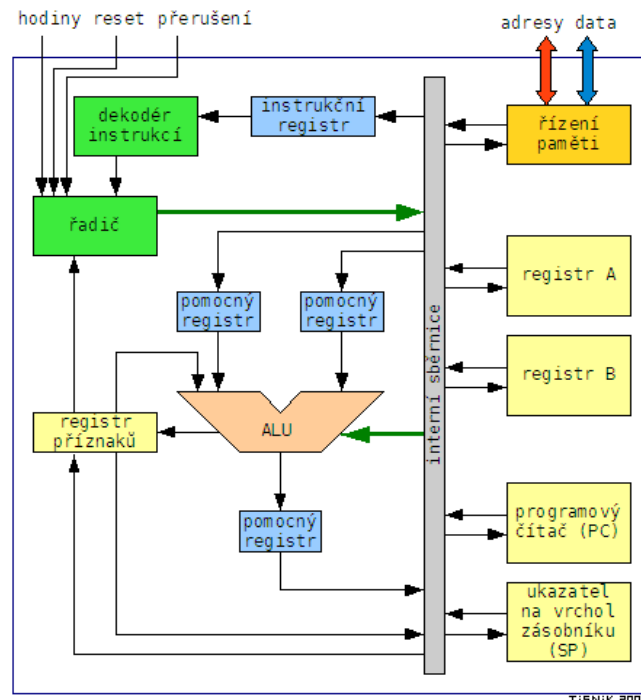 hodiny reset přerušení
adresy data
dekodér
instrukcí
instrukční
registr
řízení
paměti
řadič
registr A
pomocný
registr
pomocný
registr
interní sběrnice
registr B
registr
příznaků
ALU
programový
čítač (PC)
pomocný
registr
ukazatel
na vrchol
zásobníku
(SP)